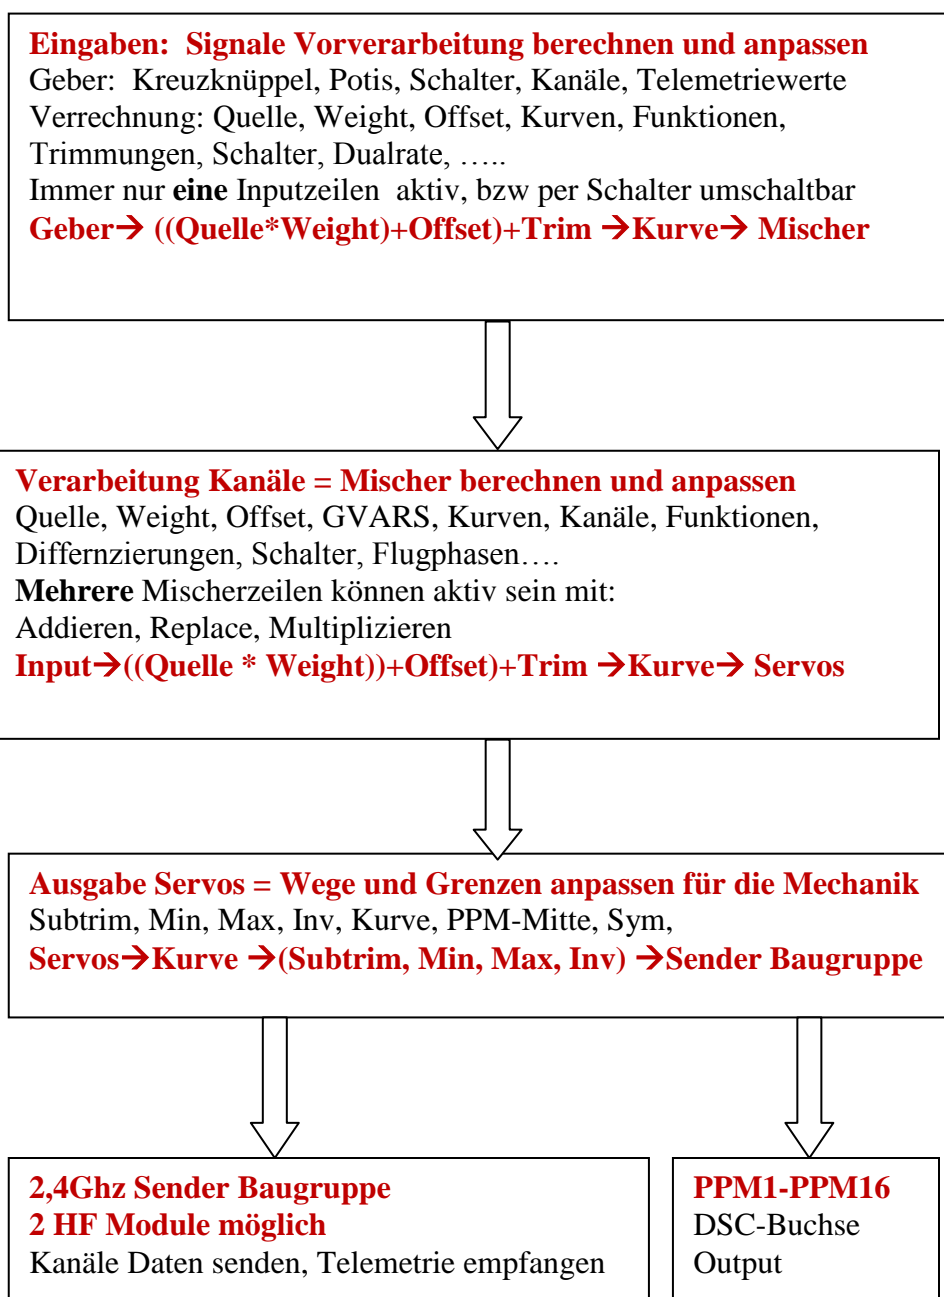 Eingaben:  Signale Vorverarbeitung berechnen und anpassen
Geber:  Kreuzknüppel, Potis, Schalter, Kanäle, Telemetriewerte
Verrechnung: Quelle, Weight, Offset, Kurven, Funktionen,
Trimmungen, Schalter, Dualrate, …..
Immer nur eine Inputzeilen  aktiv, bzw per Schalter umschaltbar
Geber→ ((Quelle*Weight)+Offset)+Trim →Kurve→ Mischer
Verarbeitung Kanäle = Mischer berechnen und anpassen
Quelle, Weight, Offset, GVARS, Kurven, Kanäle, Funktionen,
Differnzierungen, Schalter, Flugphasen….
Mehrere Mischerzeilen können aktiv sein mit:
Addieren, Replace, Multiplizieren
Input→((Quelle * Weight))+Offset)+Trim →Kurve→ Servos
Ausgabe Servos = Wege und Grenzen anpassen für die Mechanik
Subtrim, Min, Max, Inv, Kurve, PPM-Mitte, Sym,
Servos→Kurve →(Subtrim, Min, Max, Inv) →Sender Baugruppe
2,4Ghz Sender Baugruppe
2 HF Module möglich
Kanäle Daten senden, Telemetrie empfangen
PPM1-PPM16
DSC-Buchse
Output